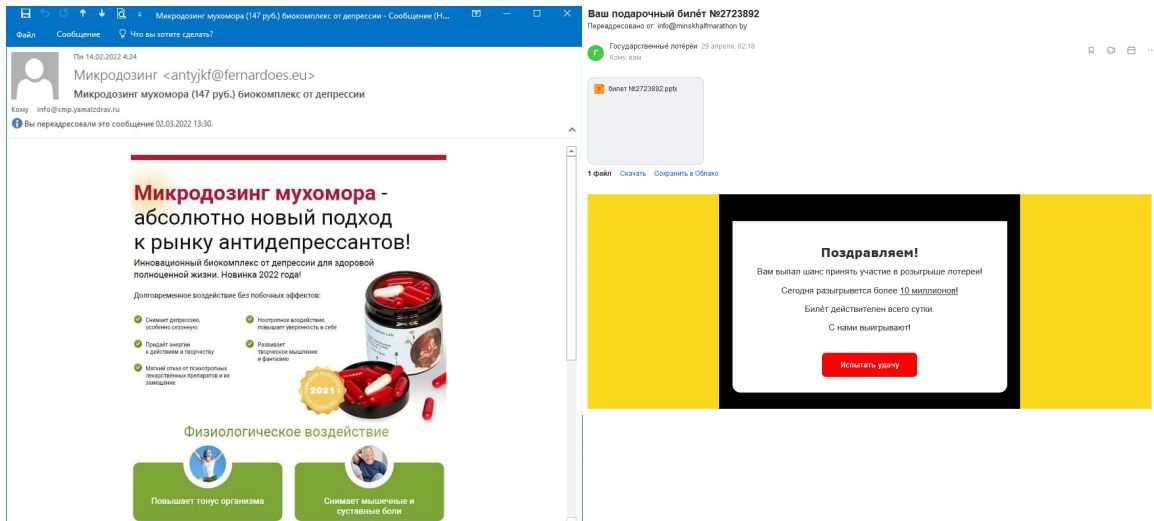 Микродозинг мухомора (147 руб.) биокомплекс от депрессии - Сообщение (H...
Файл
Сообщение
Что вы хотите сделать?
Пн 14.02.2022 4:24
Микродозинг <antyjkf@fernardoes.eu>
Микродозинг мухомора (147 руб.) биокомплекс от депрессии
Кому info@cmp.yamalzdrav.ru
Вы переадресовали это сообщение 02.03.2022 13:30.
Микродозинг мухомора -
абсолютно новый подход
к рынку антидепрессантов!
Инновационный биокомплекс от депрессии для здоровой
полноценной жизни. Новинка 2022 года!
Долговременное воздействие без побочных эффектов:
Снимает депрессию,
особенно сезонную
Придаёт энергии
к действиям и творчеству
Мягкий отказ от психотропных
лекарственных препаратов и их
замещение
Ноотропное воздействие,
повышает уверенность в себе
Развивает
творческое мышление
и фантазию
2021
Физиологическое воздействие
Повышает тонус организма
Снимает мышечные и
суставные боли
Ваш подарочный билéт №2723892
Переадресовано от: info@minskhalfmarathon.by
Г
Государственныé лотéрéи 29 апреля, 02:18
Кому: вам
билет №2723892.pptx
1 файл Скачать Сохранить в Облако
Поздравляем!
Вам выпал шанс принять участие в розыгрыше лотереи!
Сегодня разыгрывется более 10 миллионов!
Билéт действителен всего сутки.
С нами выигрывают!
Испытать удачу